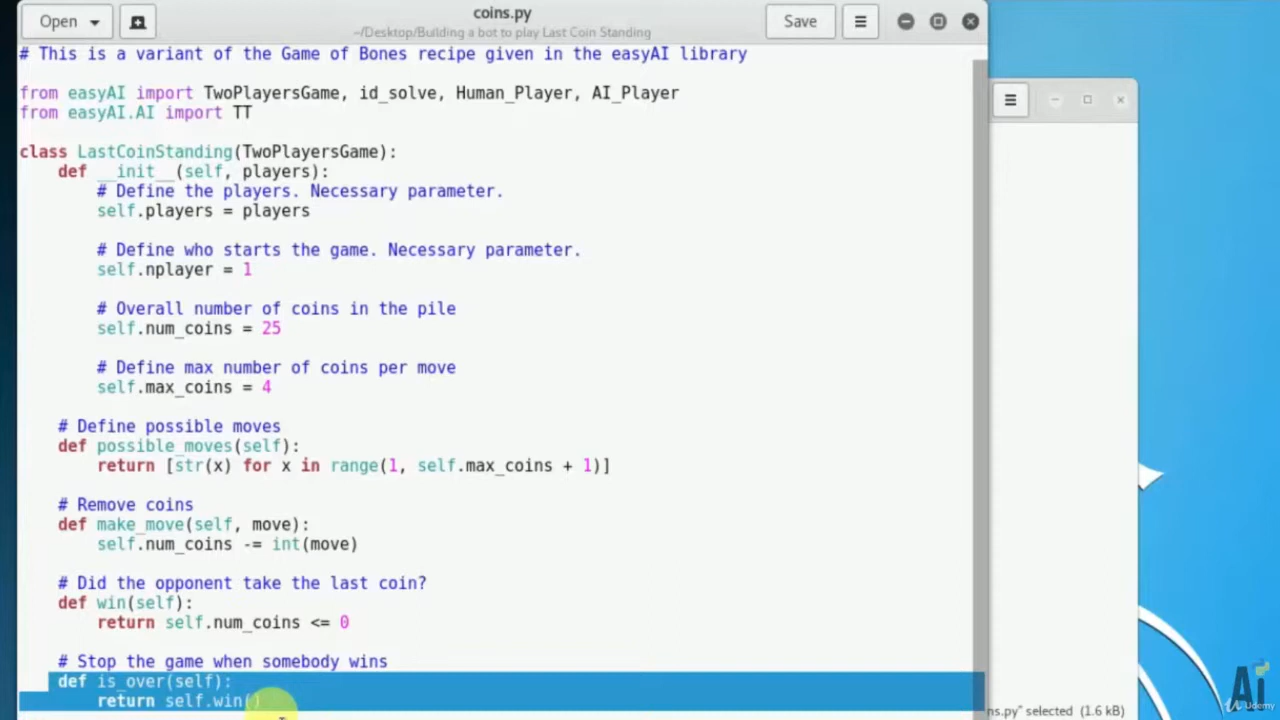 Open
coins.py
~/Desktop/Building a bot to play Last Coin Standing
Save
# This is a variant of the Game of Bones recipe given in the easyAI library
from easyAI import TwoPlayersGame, id_solve, Human_Player, AI_Player
from easyAI.AI import TT
class LastCoinStanding(TwoPlayersGame):
    def __init__(self, players):
        # Define the players. Necessary parameter.
        self.players = players
        # Define who starts the game. Necessary parameter.
        self.nplayer = 1
        # Overall number of coins in the pile
        self.num_coins = 25
        # Define max number of coins per move
        self.max_coins = 4
    # Define possible moves
    def possible_moves(self):
        return [str(x) for x in range(1, self.max_coins + 1)]
    # Remove coins
    def make_move(self, move):
        self.num_coins -= int(move)
    # Did the opponent take the last coin?
    def win(self):
        return self.num_coins <= 0
    # Stop the game when somebody wins
    def is_over(self):
        return self.win()
ns.py" selected (1.6 kB)
Ai
Udemy